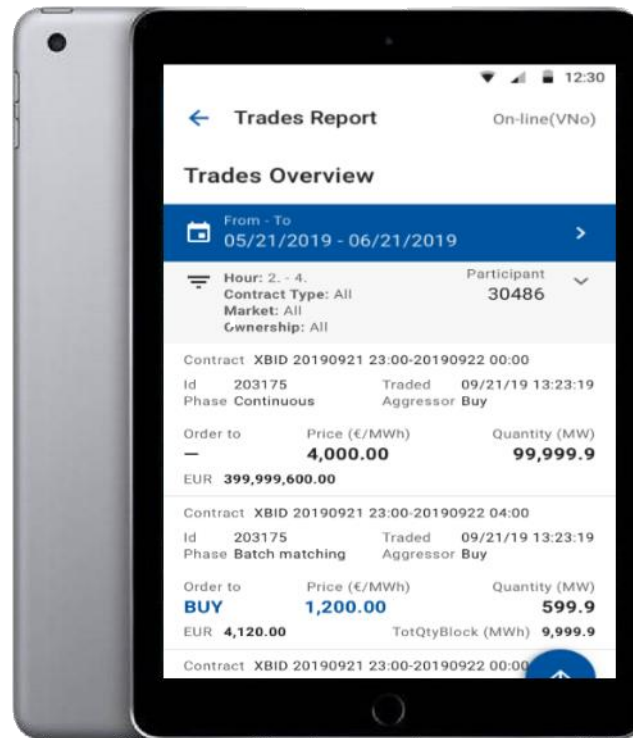 12:30
Trades Report On-line(VNo)
Trades Overview
From - To
05/21/2019 - 06/21/2019
Hour: 2. - 4. Participant
Contract Type: All 30486
Market: All
Ownership: All
Contract XBID 20190921 23:00-20190922 00:00
Id 203175 Traded 09/21/19 13:23:19
Phase Continuous Aggressor Buy
Order to Price (€/MWh) Quantity (MW)
— 4,000.00 99,999.9
EUR 399,999,600.00
Contract XBID 20190921 23:00-20190922 04:00
Id 203175 Traded 09/21/19 13:23:19
Phase Batch matching Aggressor Buy
Order to Price (€/MWh) Quantity (MW)
BUY 1,200.00 599.9
EUR 4,120.00 TotQtyBlock (MWh) 9,999.9
Contract XBID 20190921 23:00-20190922 00:00